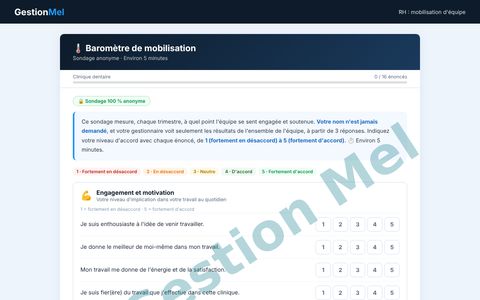 GestionMel
RH : mobilisation d'équipe
🌡️ Baromètre de mobilisation
Sondage anonyme · Environ 5 minutes
Clinique dentaire
0 / 16 énoncés
🔒 Sondage 100 % anonyme
Ce sondage mesure, chaque trimestre, à quel point l'équipe se sent engagée et soutenue. Votre nom n'est jamais
demandé, et votre gestionnaire voit seulement les résultats de l'ensemble de l'équipe, à partir de 3 réponses. Indiquez
votre niveau d'accord avec chaque énoncé, de 1 (fortement en désaccord) à 5 (fortement d'accord). ⏱️ Environ 5
minutes.
1 · Fortement en désaccord
2 · En désaccord
3 · Neutre
4 · D'accord
5 · Fortement d'accord
💪 Engagement et motivation
Votre niveau d'implication dans votre travail au quotidien
1 = fortement en désaccord · 5 = fortement d'accord
Je suis enthousiaste à l'idée de venir travailler.
1 2 3 4 5
Je donne le meilleur de moi-même dans mon travail.
1 2 3 4 5
Mon travail me donne de l'énergie et de la satisfaction.
1 2 3 4 5
Je suis fier(ère) du travail que j'effectue dans cette clinique.
1 2 3 4 5
Gestion Mel